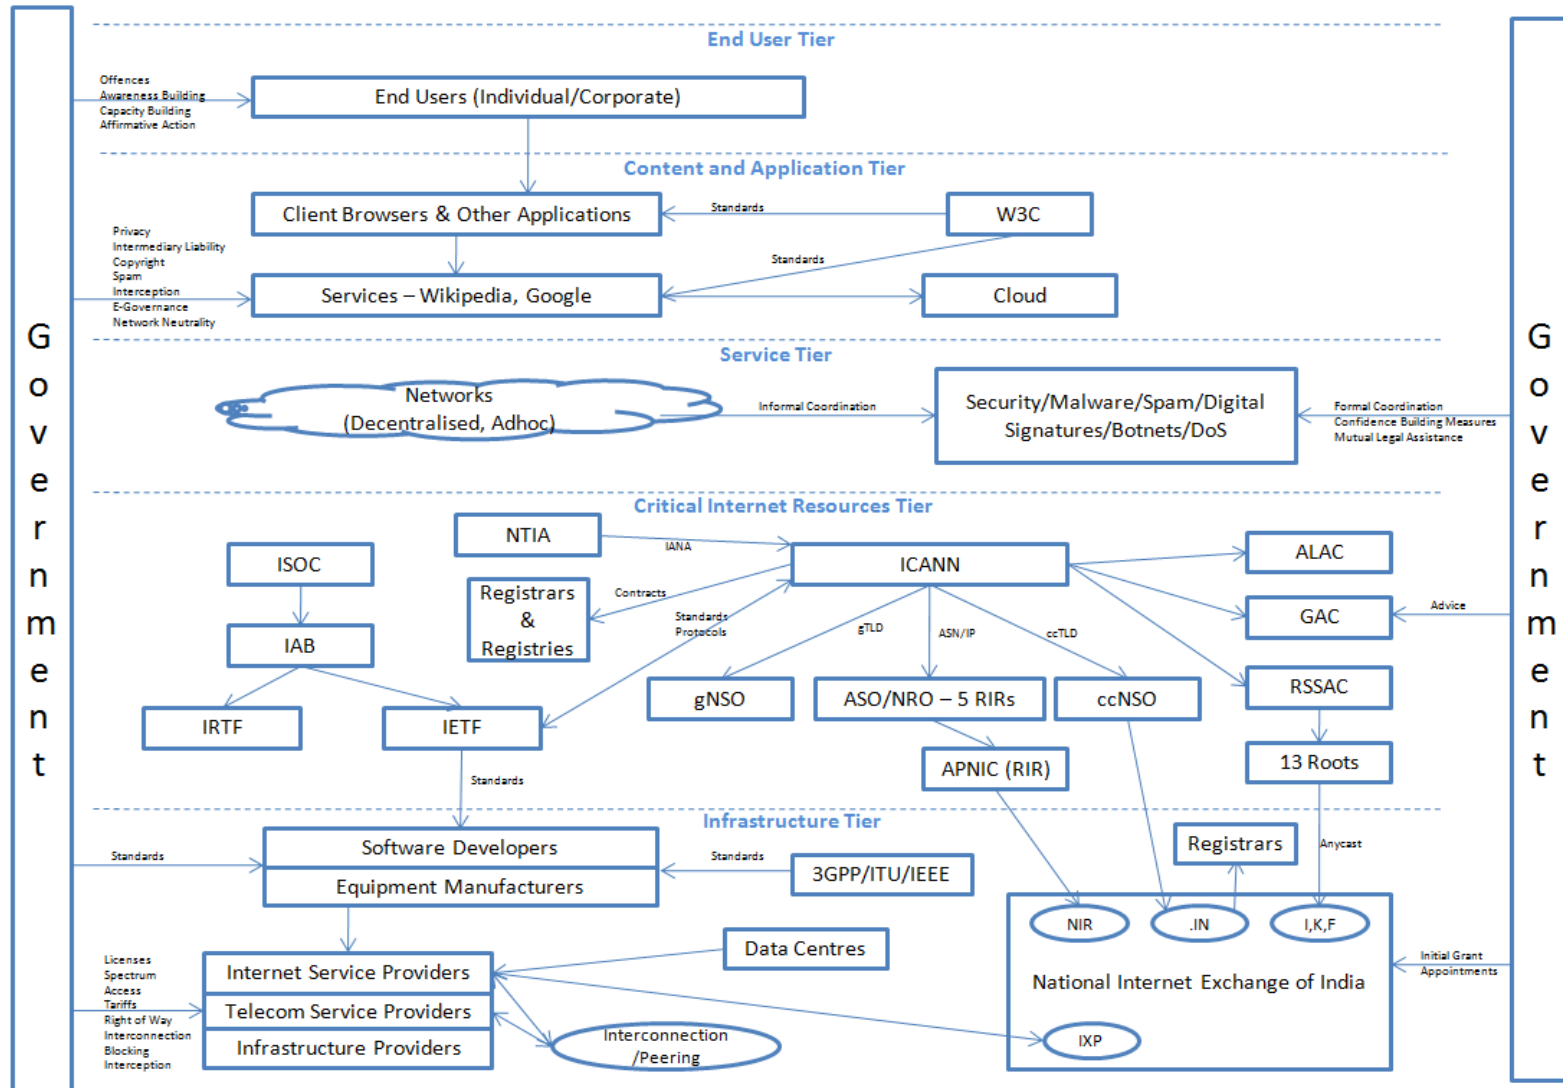 Government
End User Tier
Offences
Awareness Building
Capacity Building
Affirmative Action
End Users (Individual/Corporate)
Content and Application Tier
Client Browsers & Other Applications
Standards
W3C
Privacy
Intermediary Liability
Copyright
Spam
Interception
E-Governance
Network Neutrality
Standards
Services – Wikipedia, Google
Cloud
Service Tier
Networks
(Decentralised, Adhoc)
Informal Coordination
Security/Malware/Spam/Digital
Signatures/Botnets/DoS
Formal Coordination
Confidence Building Measures
Mutual Legal Assistance
Critical Internet Resources Tier
NTIA
IANA
ICANN
ALAC
ISOC
Registrars
&
Registries
Contracts
Standards
Protocols
GAC
Advice
IAB
gTLD
ASN/IP
ccTLD
gNSO
ASO/NRO – 5 RIRs
ccNSO
RSSAC
IRTF
IETF
APNIC (RIR)
13 Roots
Standards
Infrastructure Tier
Software Developers
Equipment Manufacturers
Standards
Standards
3GPP/ITU/IEEE
Registrars
Anycast
NIR
.IN
I,K,F
National Internet Exchange of India
IXP
Initial Grant
Appointments
Data Centres
Licenses
Spectrum
Access
Tariffs
Right of Way
Interconnection
Blocking
Interception
Internet Service Providers
Telecom Service Providers
Infrastructure Providers
Interconnection
/Peering
Government